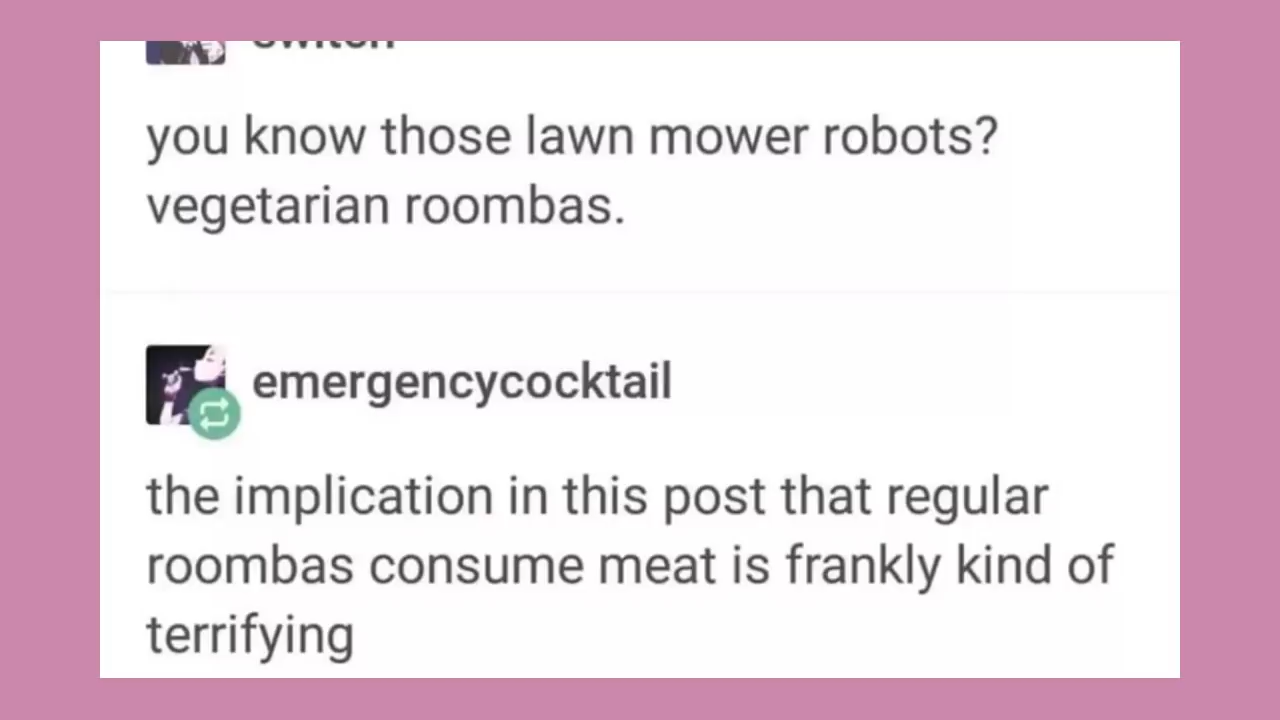 you know those lawn mower robots?
vegetarian roombas.
emergencycocktail
the implication in this post that regular
roombas consume meat is frankly kind of
terrifying